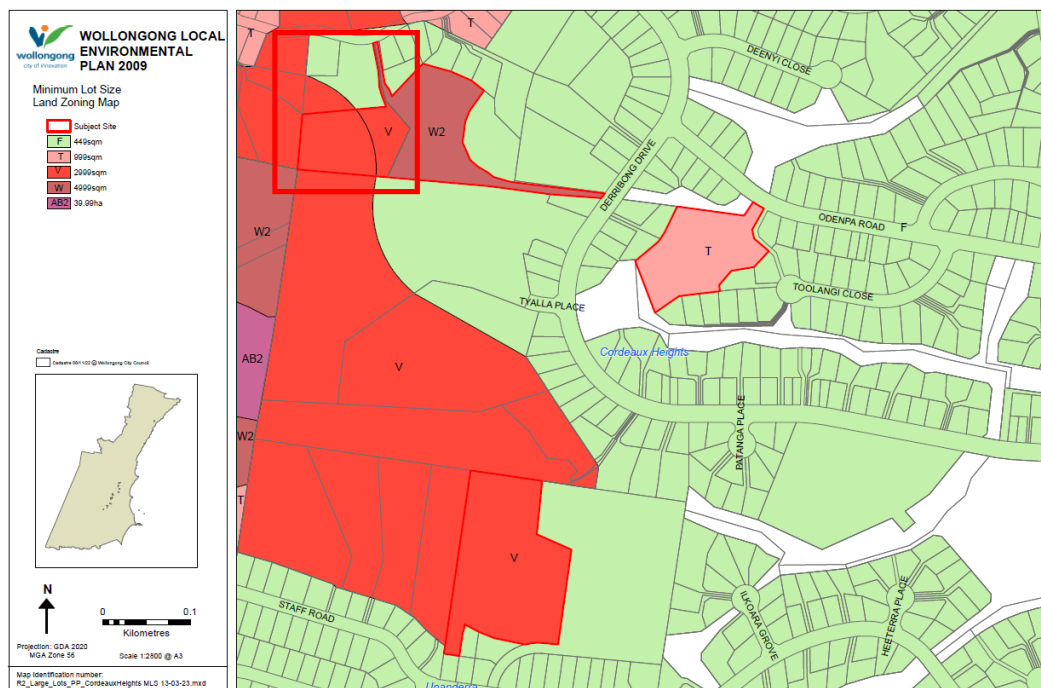 wollongong
city of innovation
WOLLONGONG LOCAL
ENVIRONMENTAL
PLAN 2009
Minimum Lot Size
Land Zoning Map
Subject Site
F 449sqm
T 999sqm
V 2999sqm
W 4999sqm
AB2 39.99ha
Cadastre
N
0 0.1
Kilometres
Projection: GDA 2020
MGA Zone 56
Scale 1:2800 @ A3
Map Identification number:
R2_Large_Lots_PP_CordeauxHeights MLS 13-03-23.mxd
T
T
DEENYI CLOSE
V
W2
DERRIBONG DRIVE
W2
ODENPA ROAD
F
T
TOOLANGI CLOSE
TYALLA PLACE
Cordeaux Heights
AB2
V
W2
PATANGA PLACE
T
V
STAFF ROAD
ILKOARA GROVE
HEETERRA PLACE
Unanderra